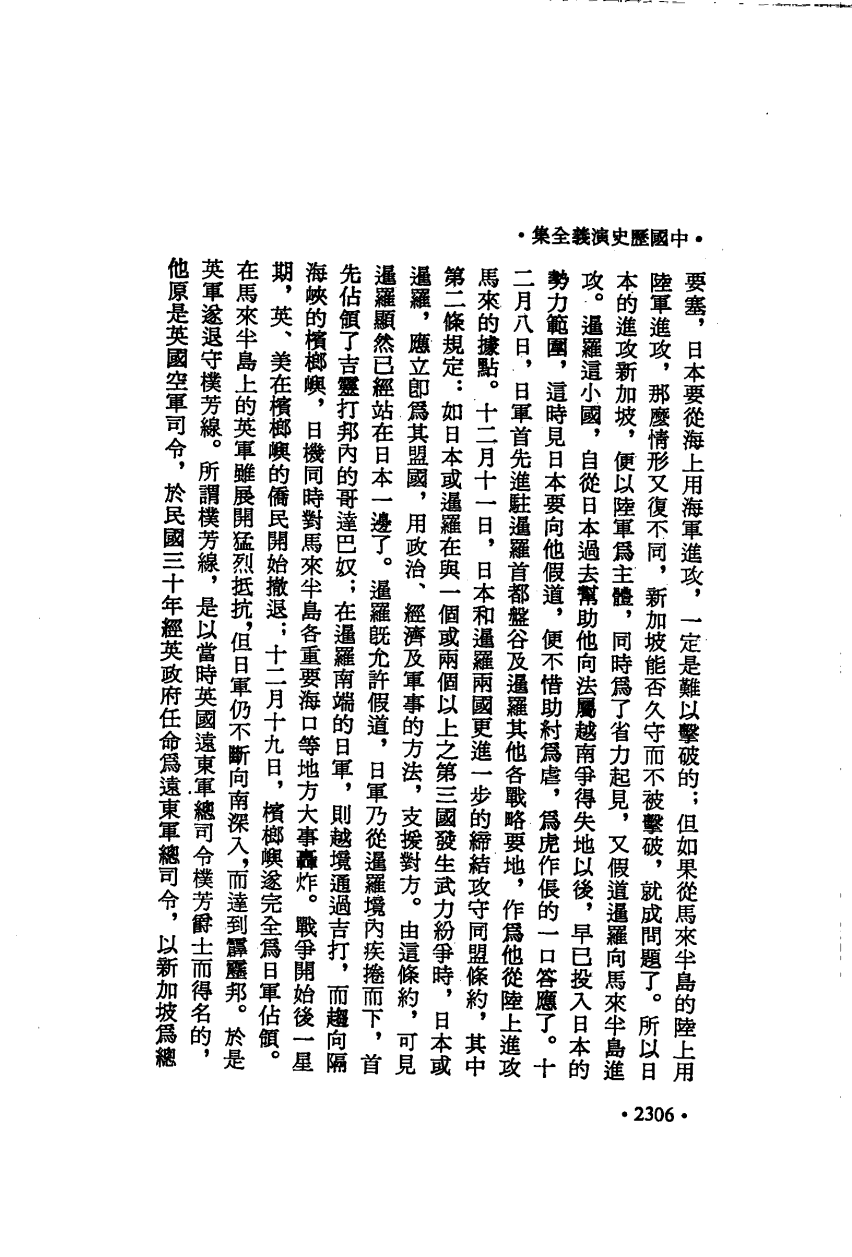 •中國歷史演義全集•
要塞，日本要從海上用海軍進攻，一定是難以擊破的；但如果從馬來半島的陸上用
陸軍進攻，那麼情形又復不同，新加坡能否久守而不被擊破，就成問題了。所以日
本的進攻新加坡，便以陸軍爲主體，同時爲了省力起見，又假道暹羅向馬來半島進
攻。暹羅這小國，自從日本過去幫助他向法屬越南爭得失地以後，早已投入日本的
勢力範圍，這時見日本要向他假道，便不惜助紂爲虐，爲虎作倀的一口答應了。十
二月八日，日軍首先進駐暹羅首都盤谷及暹羅其他各戰略要地，作爲他從陸上進攻
馬來的據點。十二月十一日，日本和暹羅兩國更進一步的締結攻守同盟條約，其中
第二條規定：如日本或暹羅在與一個或兩個以上之第三國發生武力紛爭時，日本或
暹羅，應立卽爲其盟國，用政治、經濟及軍事的方法，支援對方。由這條約，可見
暹羅顯然已經站在日本一邊了。暹羅旣允許假道，日軍乃從暹羅境內疾捲而下，首
先佔領了吉靈打邦內的哥達巴奴；在暹羅南端的日軍，則越境通過吉打，而趨向隔
海峽的檳榔嶼，日機同時對馬來半島各重要海口等地方大事轟炸。戰爭開始後一星
期，英、美在檳榔嶼的僑民開始撤退；十二月十九日，檳榔嶼遂完全爲日軍佔領。
在馬來半島上的英軍雖展開猛烈抵抗，但日軍仍不斷向南深入，而達到霹靂邦。於是
英軍遂退守樸芳線。所謂樸芳線，是以當時英國遠東軍總司令樸芳爵士而得名的，
他原是英國空軍司令，於民國三十年經英政府任命爲遠東軍總司令，以新加坡爲總
•2306•